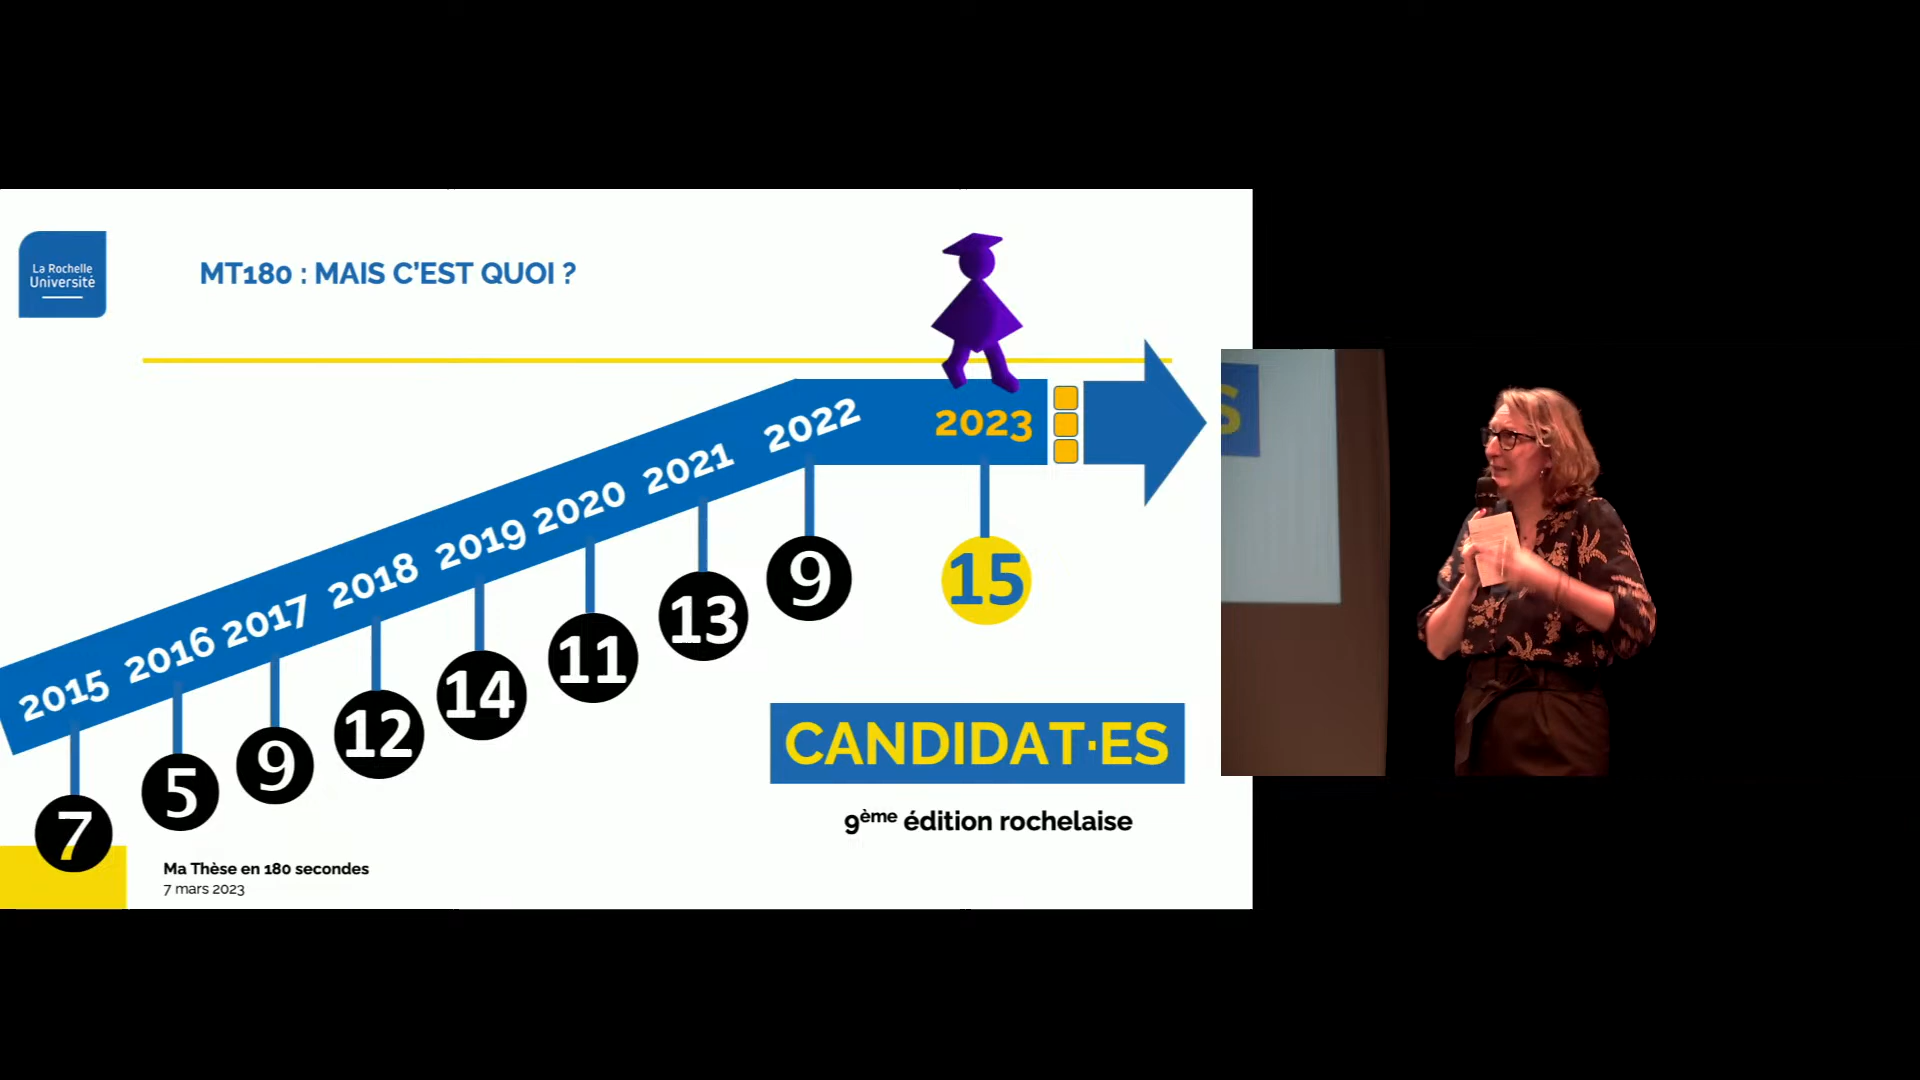 La Rochelle
Université
MT180 : MAIS C'EST QUOI ?
2015
2016
2017
2018
2019
2020
2021
2022
2023
7
5
9
12
14
11
13
9
15
CANDIDAT·ES
9ème édition rochelaise
Ma Thèse en 180 secondes
7 mars 2023
S